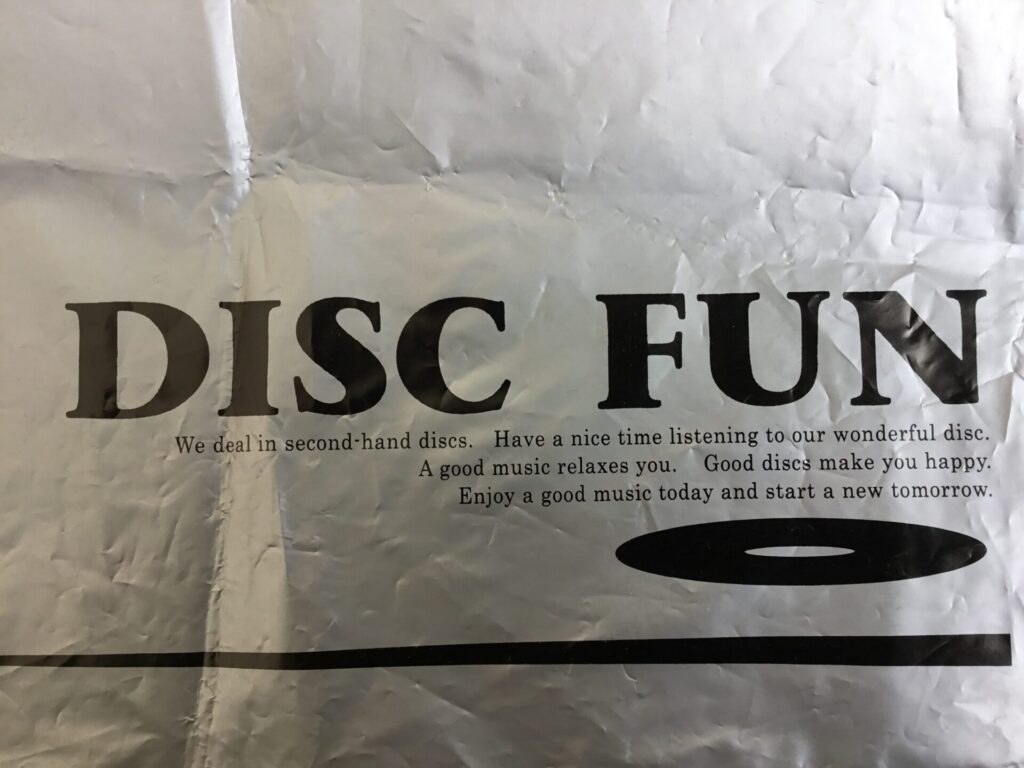 DISC FUN
We deal in second-hand discs. Have a nice time listening to our wonderful disc.
A good music relaxes you. Good discs make you happy.
Enjoy a good music today and start a new tomorrow.